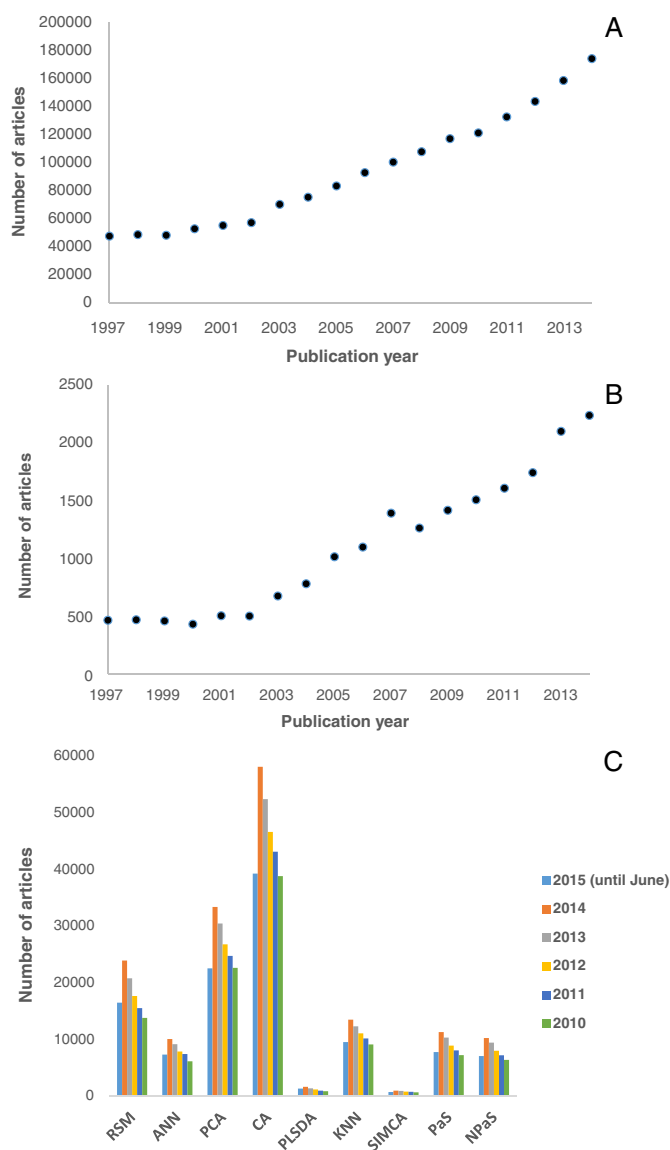 A
200000
180000
160000
140000
120000
100000
80000
60000
40000
20000
0
Number of articles
1997 1999 2001 2003 2005 2007 2009 2011 2013
Publication year
B
2500
2000
1500
1000
500
0
Number of articles
1997 1999 2001 2003 2005 2007 2009 2011 2013
Publication year
C
60000
50000
40000
30000
20000
10000
0
Number of articles
RSM ANN PCA CA PLSDA KNN SIMCA PaS NPaS
2015 (until June)
2014
2013
2012
2011
2010